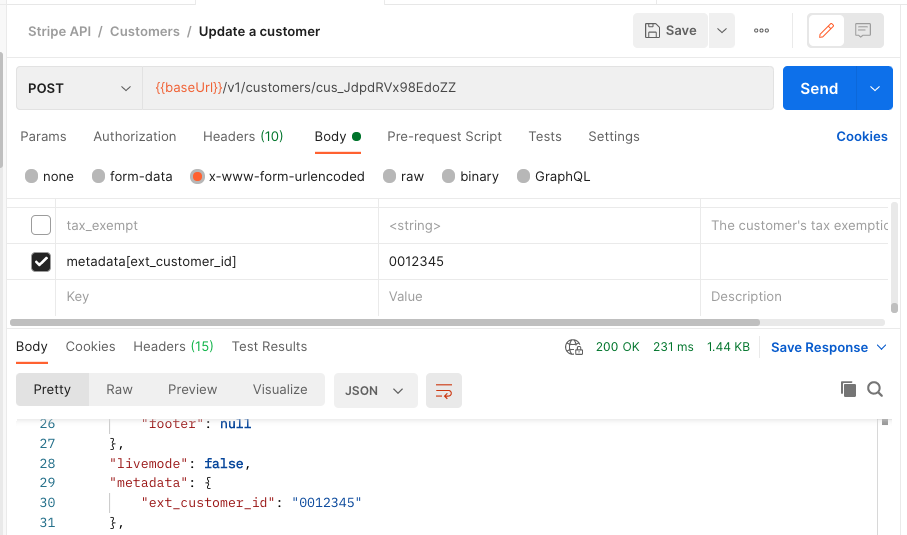 Stripe API / Customers / Update a customer
Save
POST
{{baseUrl}}/v1/customers/cus_JdpdRVx98EdoZZ
Send
Params Authorization Headers (10) Body Pre-request Script Tests Settings Cookies
none form-data x-www-form-urlencoded raw binary GraphQL
tax_exempt <string> The customer's tax exemptio
metadata[ext_customer_id] 0012345
Key Value Description
Body Cookies Headers (15) Test Results 200 OK 231 ms 1.44 KB Save Response
Pretty Raw Preview Visualize JSON
26 "footer": null
27 },
28 "livemode": false,
29 "metadata": {
30 "ext_customer_id": "0012345"
31 },